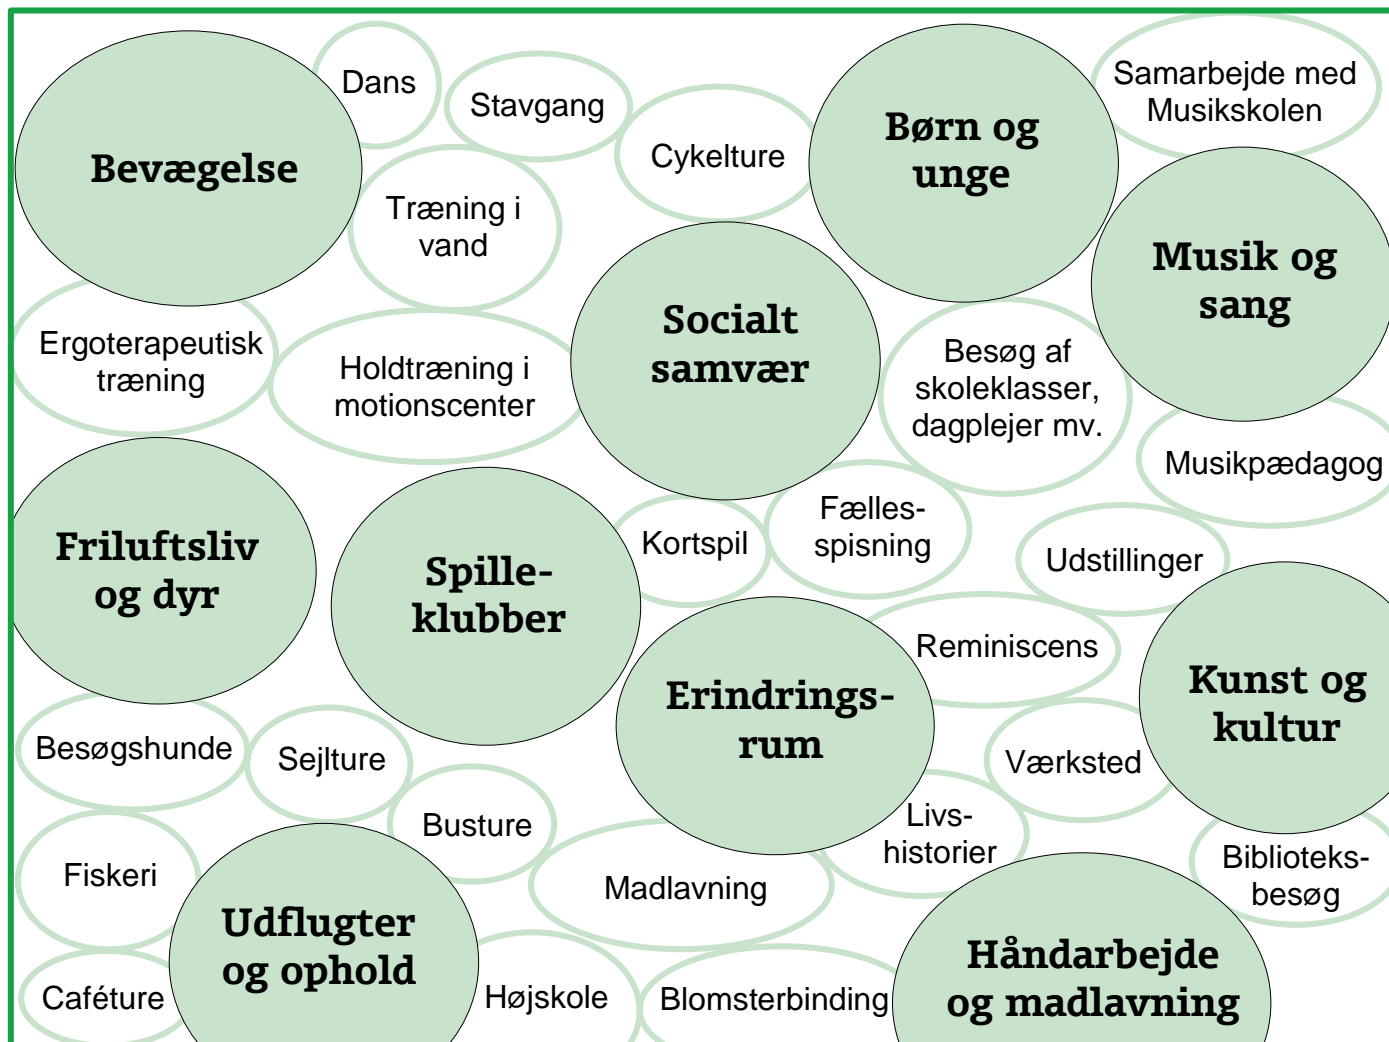 Dans
Stavgang
Cykelture
Børn og
unge
Samarbejde med
Musikskolen
Bevægelse
Træning i
vand
Musik og
sang
Socialt
samvær
Ergoterapeutisk
træning
Holdtræning i
motionscenter
Besøg af
skoleklasser,
dagplejer mv.
Musikpædagog
Friluftsliv
og dyr
Spille-
klubber
Kortspil
Fælles-
spisning
Udstillinger
Reminiscens
Erindrings-
rum
Kunst og
kultur
Besøgshunde
Sejlture
Værksted
Busture
Livs-
historier
Fiskeri
Madlavning
Biblioteks-
besøg
Udflugter
og ophold
Håndarbejde
og madlavning
Caféture
Højskole
Blomsterbinding